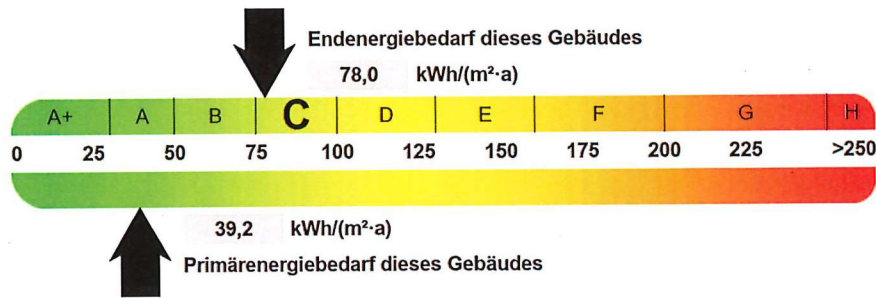 Endenergiebedarf dieses Gebäudes
78,0 kWh/(m²·a)
A+ A B C D E F G H
0 25 50 75 100 125 150 175 200 225 >250
39,2 kWh/(m²·a)
Primärenergiebedarf dieses Gebäudes